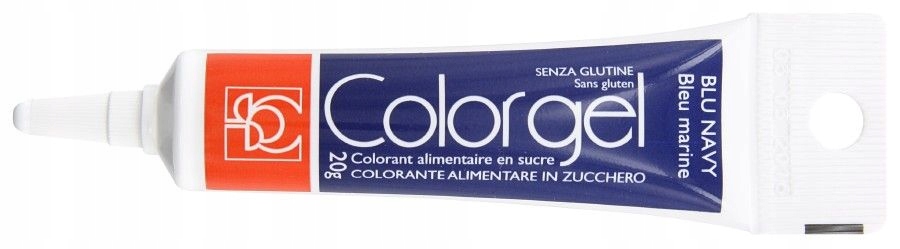 SENZA GLUTINE
Sans gluten
Colorgel
20g
Colorant alimentaire en sucre
COLORANTE ALIMENTARE IN ZUCCHERO
BLU NAVY
Bleu marine